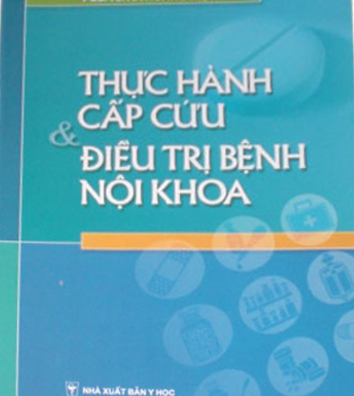 THỰC HÀNH
CẤP CỨU
&
ĐIỀU TRỊ BỆNH
NỘI KHOA
NHÀ XUẤT BẢN Y HỌC